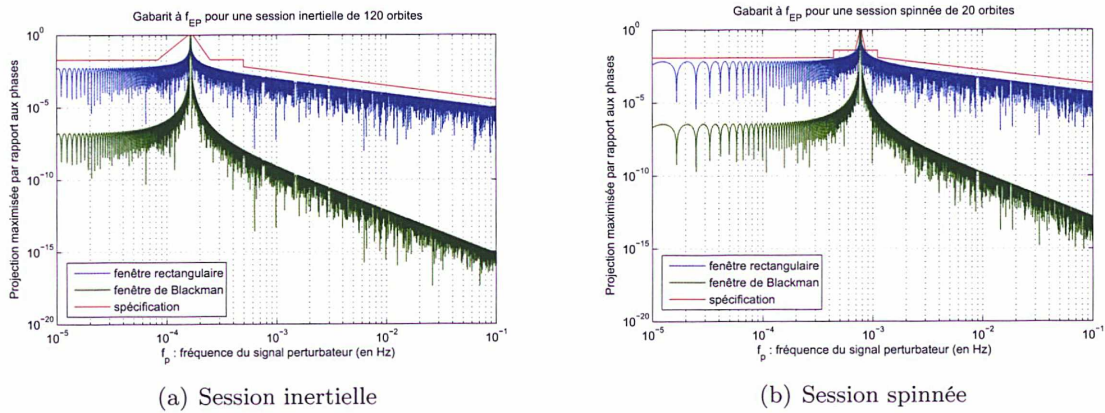 Gabarit à f_EP pour une session inertielle de 120 orbites
Projection maximisée par rapport aux phases
10^0
10^-5
10^-10
10^-15
10^-20
fenêtre rectangulaire
fenêtre de Blackman
spécification
10^-5 10^-4 10^-3 10^-2 10^-1
f_p : fréquence du signal perturbateur (en Hz)
(a) Session inertielle
Gabarit à f_EP pour une session spinnée de 20 orbites
Projection maximisée par rapport aux phases
10^0
10^-5
10^-10
10^-15
10^-20
fenêtre rectangulaire
fenêtre de Blackman
spécification
10^-5 10^-4 10^-3 10^-2 10^-1
f_p : fréquence du signal perturbateur (en Hz)
(b) Session spinnée